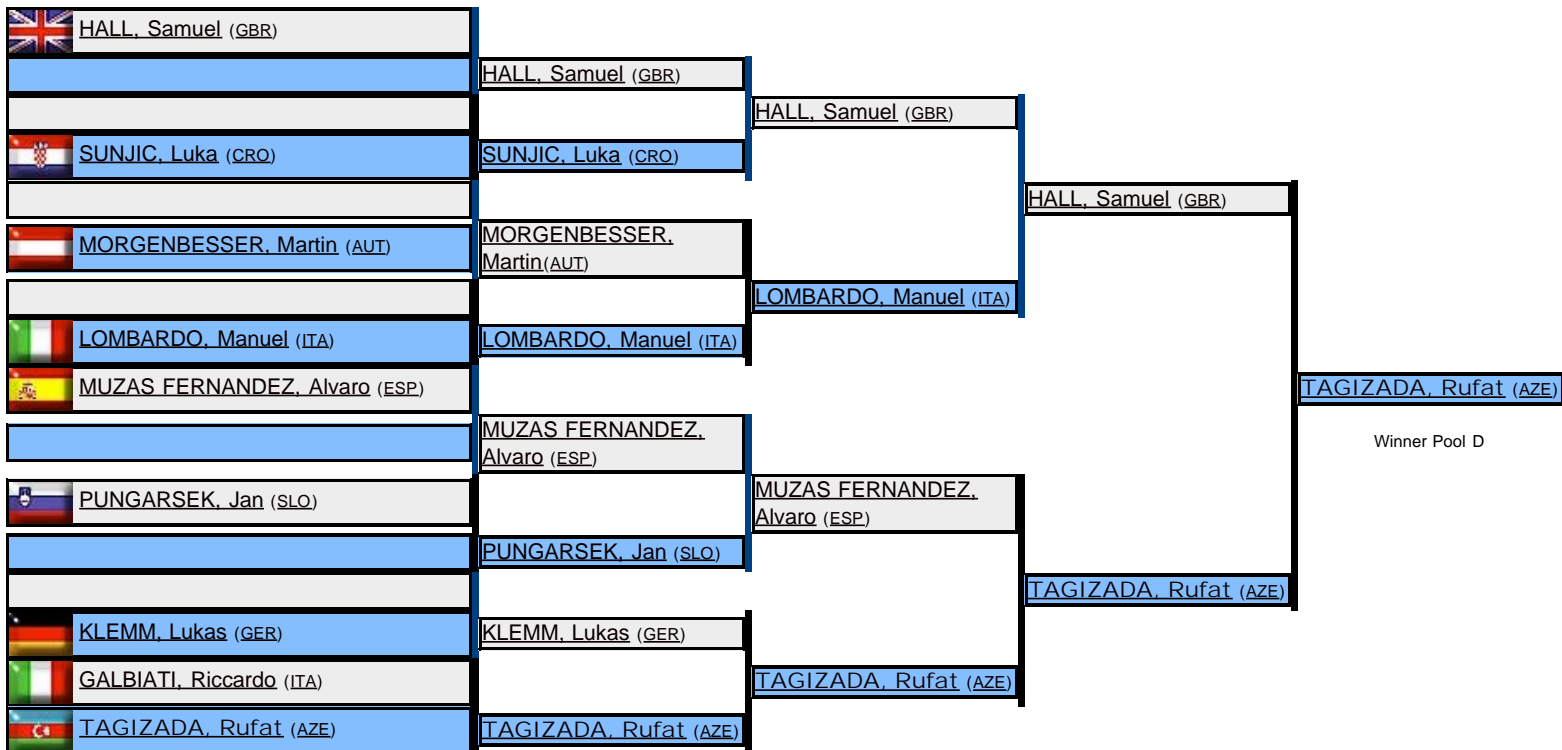 HALL, Samuel (GBR)
SUNJIC, Luka (CRO)
MORGENBESSER, Martin (AUT)
LOMBARDO, Manuel (ITA)
MUZAS FERNANDEZ, Alvaro (ESP)
PUNGARSEK, Jan (SLO)
KLEMM, Lukas (GER)
GALBIATI, Riccardo (ITA)
TAGIZADA, Rufat (AZE)
HALL, Samuel (GBR)
SUNJIC, Luka (CRO)
MORGENBESSER,
Martin(AUT)
LOMBARDO, Manuel (ITA)
MUZAS FERNANDEZ,
Alvaro (ESP)
PUNGARSEK, Jan (SLO)
KLEMM, Lukas (GER)
TAGIZADA, Rufat (AZE)
HALL, Samuel (GBR)
LOMBARDO, Manuel (ITA)
MUZAS FERNANDEZ,
Alvaro (ESP)
TAGIZADA, Rufat (AZE)
HALL, Samuel (GBR)
TAGIZADA, Rufat (AZE)
TAGIZADA, Rufat (AZE)
Winner Pool D